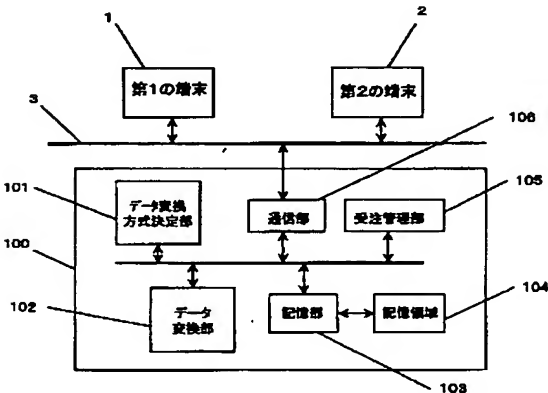 1
2
第1の端末
第2の端末
3
106
101
データ変換
方式決定部
通信部
受注管理部
105
100
102
データ
変換部
記憶部
記憶領域
104
103